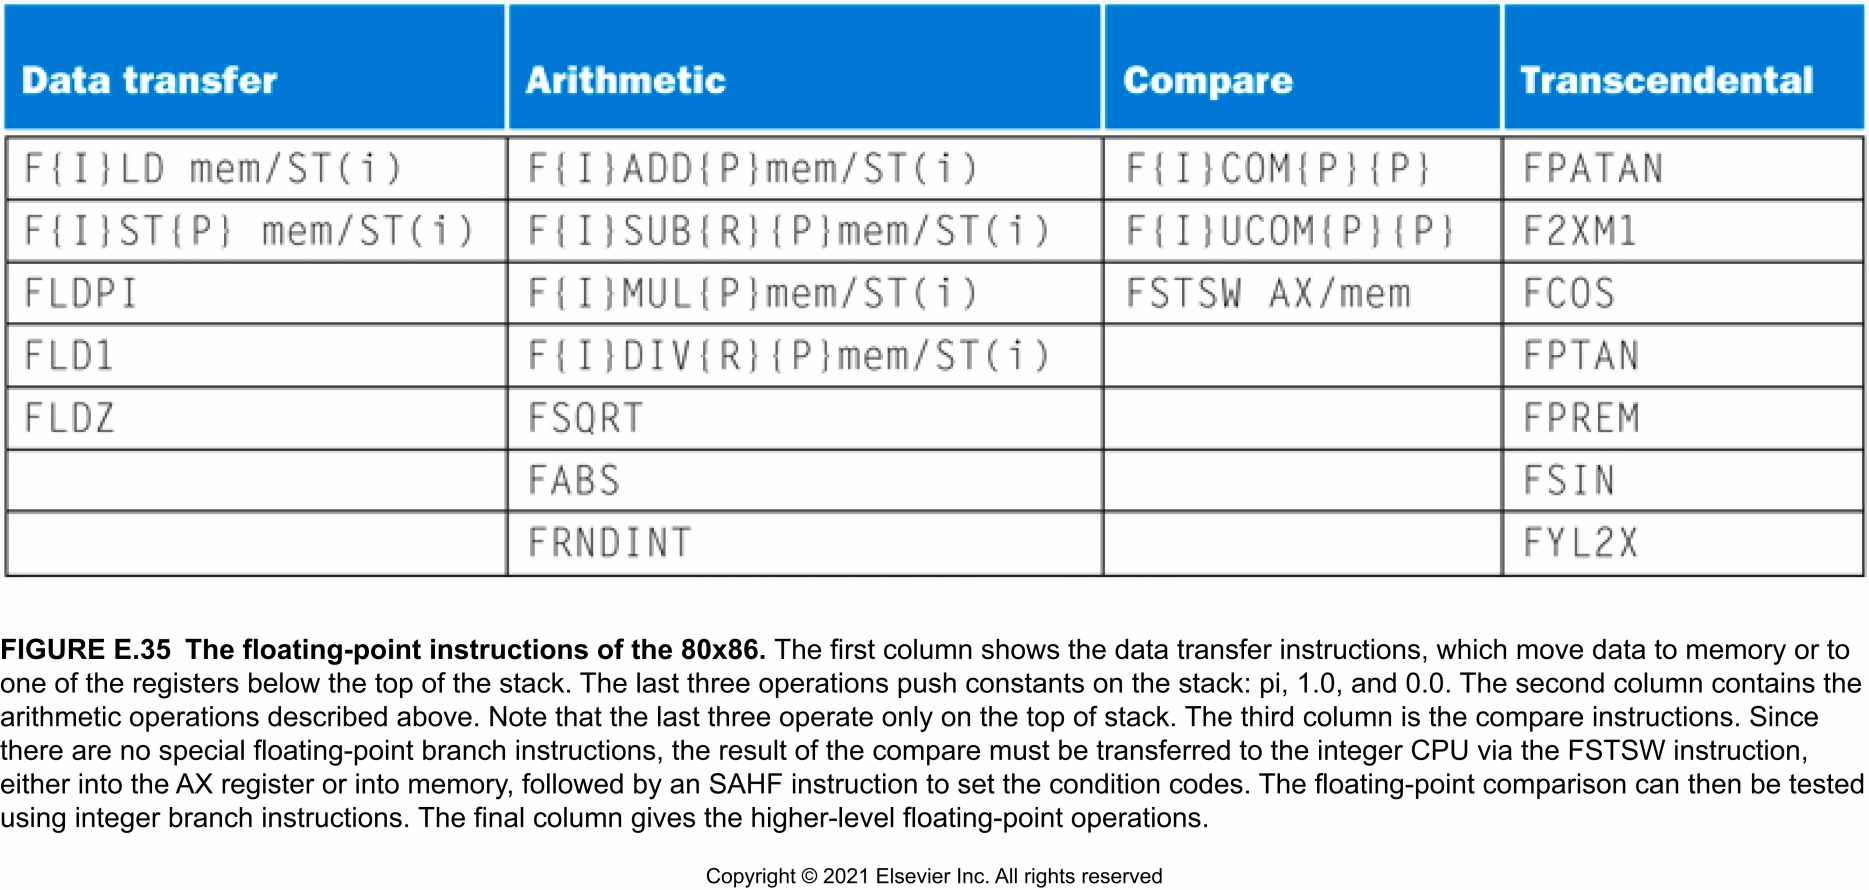 Data transfer Arithmetic Compare Transcendental
F{I}LD mem/ST(i) F{I}ADD{P}mem/ST(i) F{I}COM{P}{P} FPATAN
F{I}ST{P} mem/ST(i) F{I}SUB{R}{P}mem/ST(i) F{I}UCOM{P}{P} F2XM1
FLDPI F{I}MUL{P}mem/ST(i) FSTSW AX/mem FCOS
FLD1 F{I}DIV{R}{P}mem/ST(i) FPTAN
FLDZ FSQRT FPREM
FABS FSIN
FRNDINT FYL2X
FIGURE E.35 The floating-point instructions of the 80x86. The first column shows the data transfer instructions, which move data to memory or to
one of the registers below the top of the stack. The last three operations push constants on the stack: pi, 1.0, and 0.0. The second column contains the
arithmetic operations described above. Note that the last three operate only on the top of stack. The third column is the compare instructions. Since
there are no special floating-point branch instructions, the result of the compare must be transferred to the integer CPU via the FSTSW instruction,
either into the AX register or into memory, followed by an SAHF instruction to set the condition codes. The floating-point comparison can then be tested
using integer branch instructions. The final column gives the higher-level floating-point operations.
Copyright © 2021 Elsevier Inc. All rights reserved